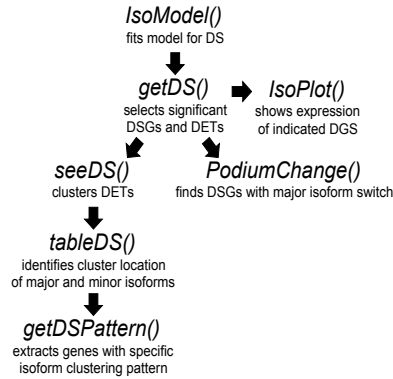 IsoModel()
fits model for DS
getDS()
selects significant
DSGs and DETs
IsoPlot()
shows expression
of indicated DGS
seeDS()
clusters DETs
PodiumChange()
finds DSGs with major isoform switch
tableDS()
identifies cluster location
of major and minor isoforms
getDSPattern()
extracts genes with specific
isoform clustering pattern